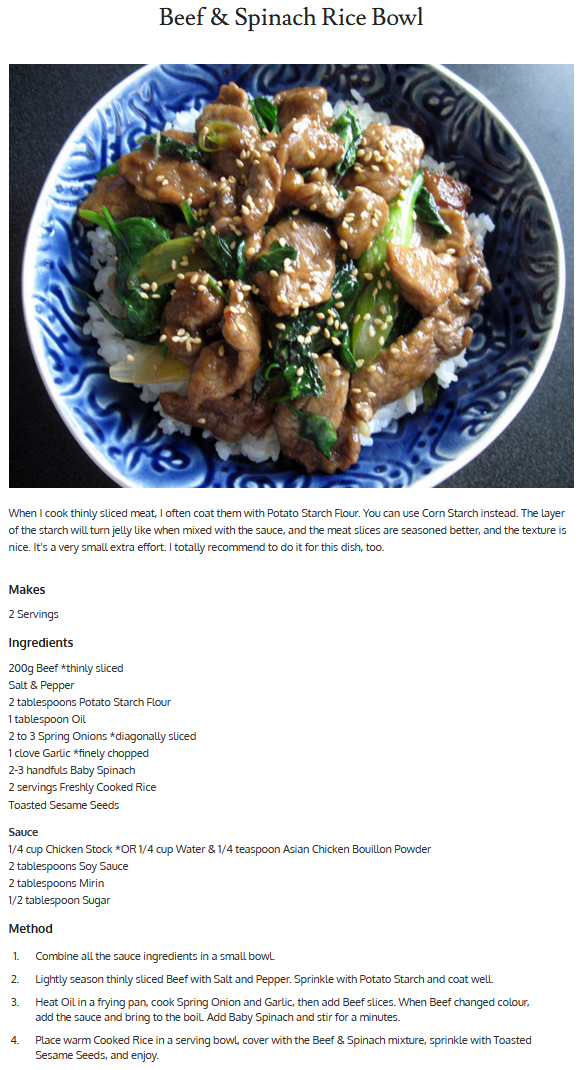 Beef & Spinach Rice Bowl
When I cook thinly sliced meat, I often coat them with Potato Starch Flour. You can use Corn Starch instead. The layer
of the starch will turn jelly like when mixed with the sauce, and the meat slices are seasoned better, and the texture is
nice. It's a very small extra effort. I totally recommend to do it for this dish, too.
Makes
2 Servings
Ingredients
200g Beef *thinly sliced
Salt & Pepper
2 tablespoons Potato Starch Flour
1 tablespoon Oil
2 to 3 Spring Onions *diagonally sliced
1 clove Garlic *finely chopped
2-3 handfuls Baby Spinach
2 servings Freshly Cooked Rice
Toasted Sesame Seeds
Sauce
1/4 cup Chicken Stock *OR 1/4 cup Water & 1/4 teaspoon Asian Chicken Bouillon Powder
2 tablespoons Soy Sauce
2 tablespoons Mirin
1/2 tablespoon Sugar
Method
1. Combine all the sauce ingredients in a small bowl.
2. Lightly season thinly sliced Beef with Salt and Pepper. Sprinkle with Potato Starch and coat well.
3. Heat Oil in a frying pan, cook Spring Onion and Garlic, then add Beef slices. When Beef changed colour,
add the sauce and bring to the boil. Add Baby Spinach and stir for a minutes.
4. Place warm Cooked Rice in a serving bowl, cover with the Beef & Spinach mixture, sprinkle with Toasted
Sesame Seeds, and enjoy.